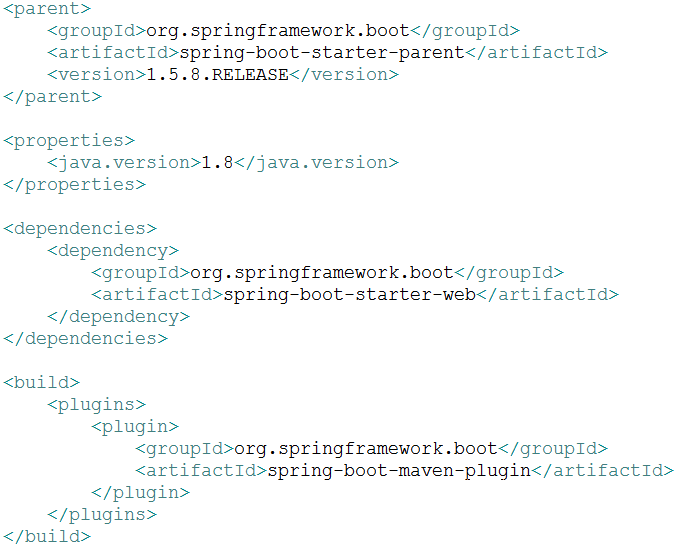 <parent>
    <groupId>org.springframework.boot</groupId>
    <artifactId>spring-boot-starter-parent</artifactId>
    <version>1.5.8.RELEASE</version>
</parent>

<properties>
    <java.version>1.8</java.version>
</properties>

<dependencies>
    <dependency>
        <groupId>org.springframework.boot</groupId>
        <artifactId>spring-boot-starter-web</artifactId>
    </dependency>
</dependencies>

<build>
    <plugins>
        <plugin>
            <groupId>org.springframework.boot</groupId>
            <artifactId>spring-boot-maven-plugin</artifactId>
        </plugin>
    </plugins>
</build>